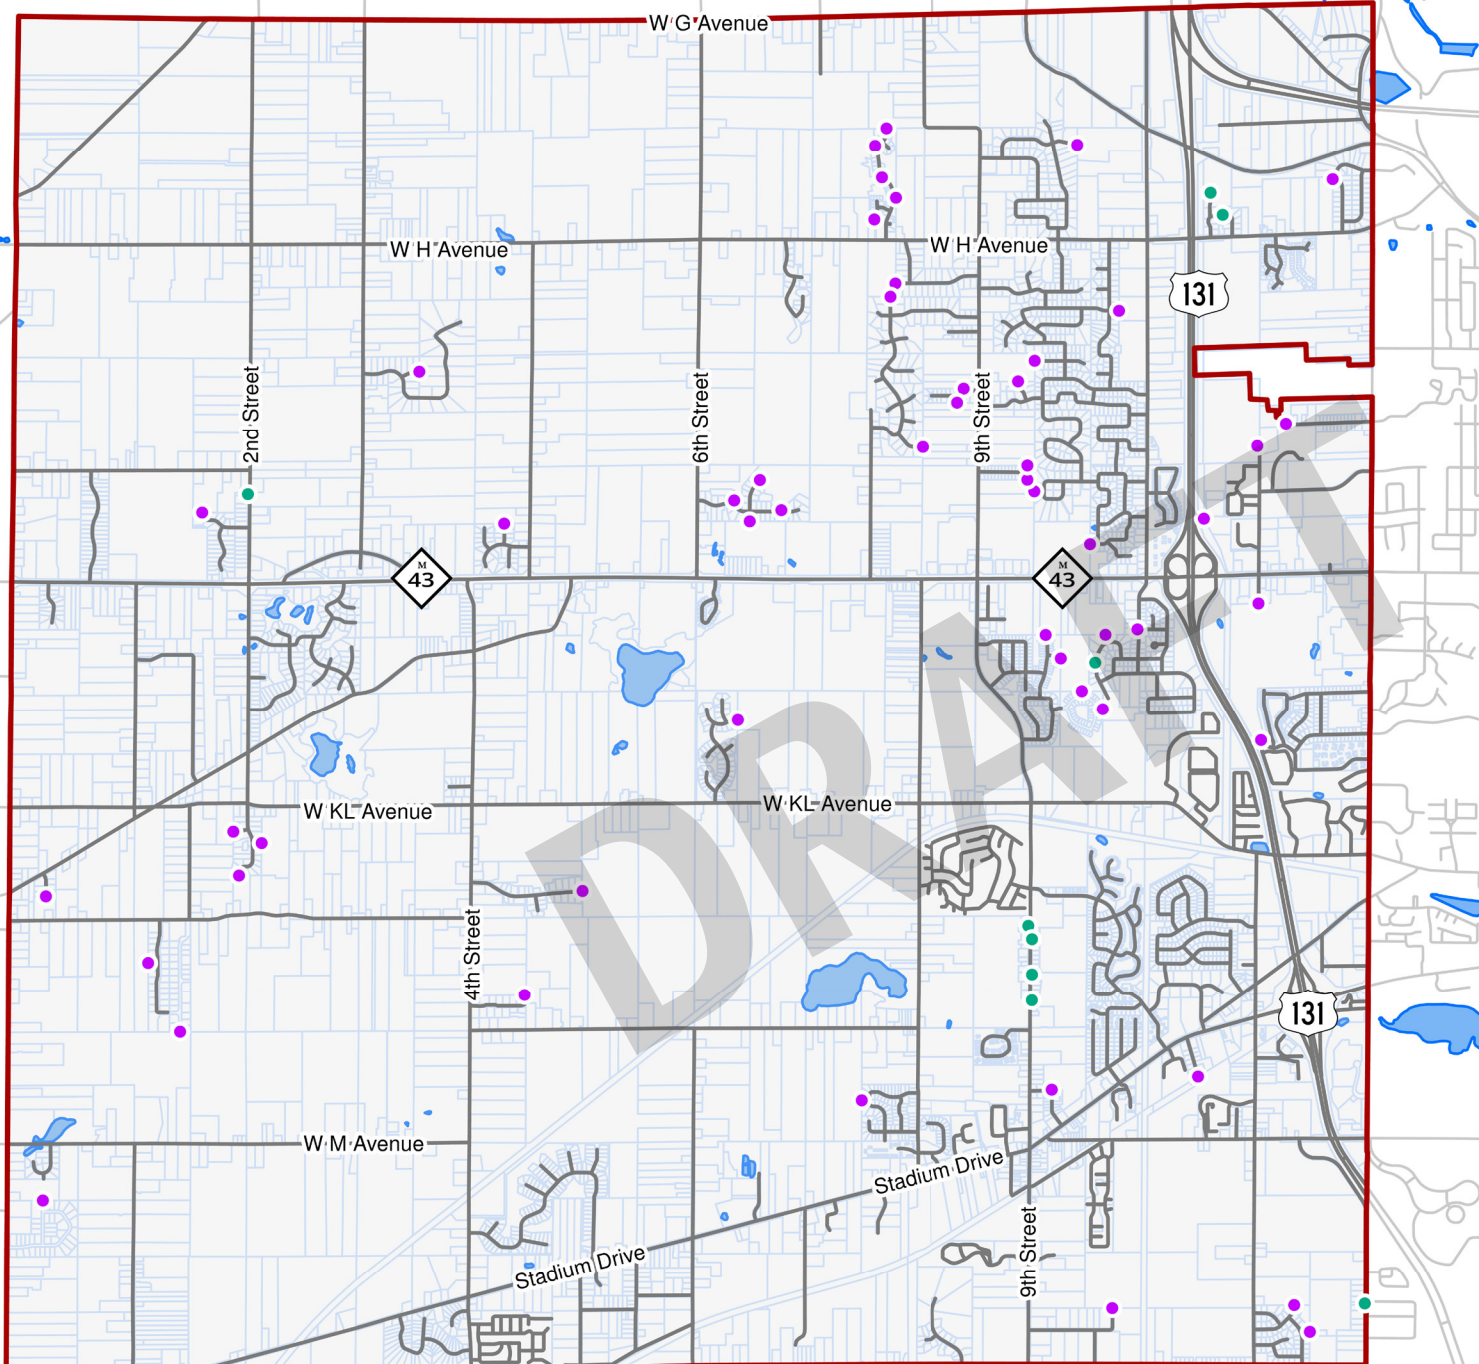 W G Avenue
W H Avenue
W H Avenue
131
2nd Street
6th Street
9th Street
M
43
M
43
W KL Avenue
W KL Avenue
DRAFT
4th Street
131
W M Avenue
Stadium Drive
9th Street
Stadium Drive